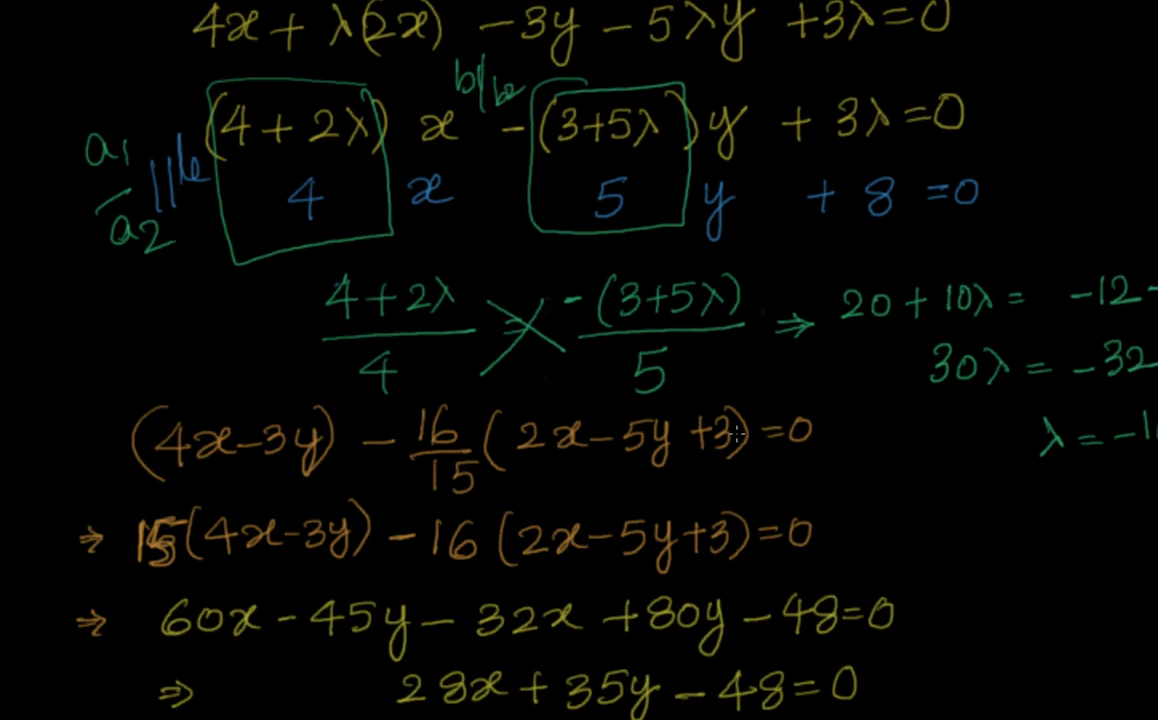 4x + λ(2x) - 3y - 5λy + 3λ = 0
b1/b2
(4 + 2λ) x - (3+5λ) y + 3λ = 0
a1/a2 ||le 4 x 5 y + 8 = 0
(4+2λ)/4 = -(3+5λ)/5 ⇒ 20 + 10λ = -12 -
30λ = -32
(4x-3y) - 16/15 (2x-5y+3) = 0 λ = -1
⇒ 15(4x-3y) - 16 (2x-5y+3) = 0
⇒ 60x - 45y - 32x + 80y - 48 = 0
⇒ 28x + 35y - 48 = 0